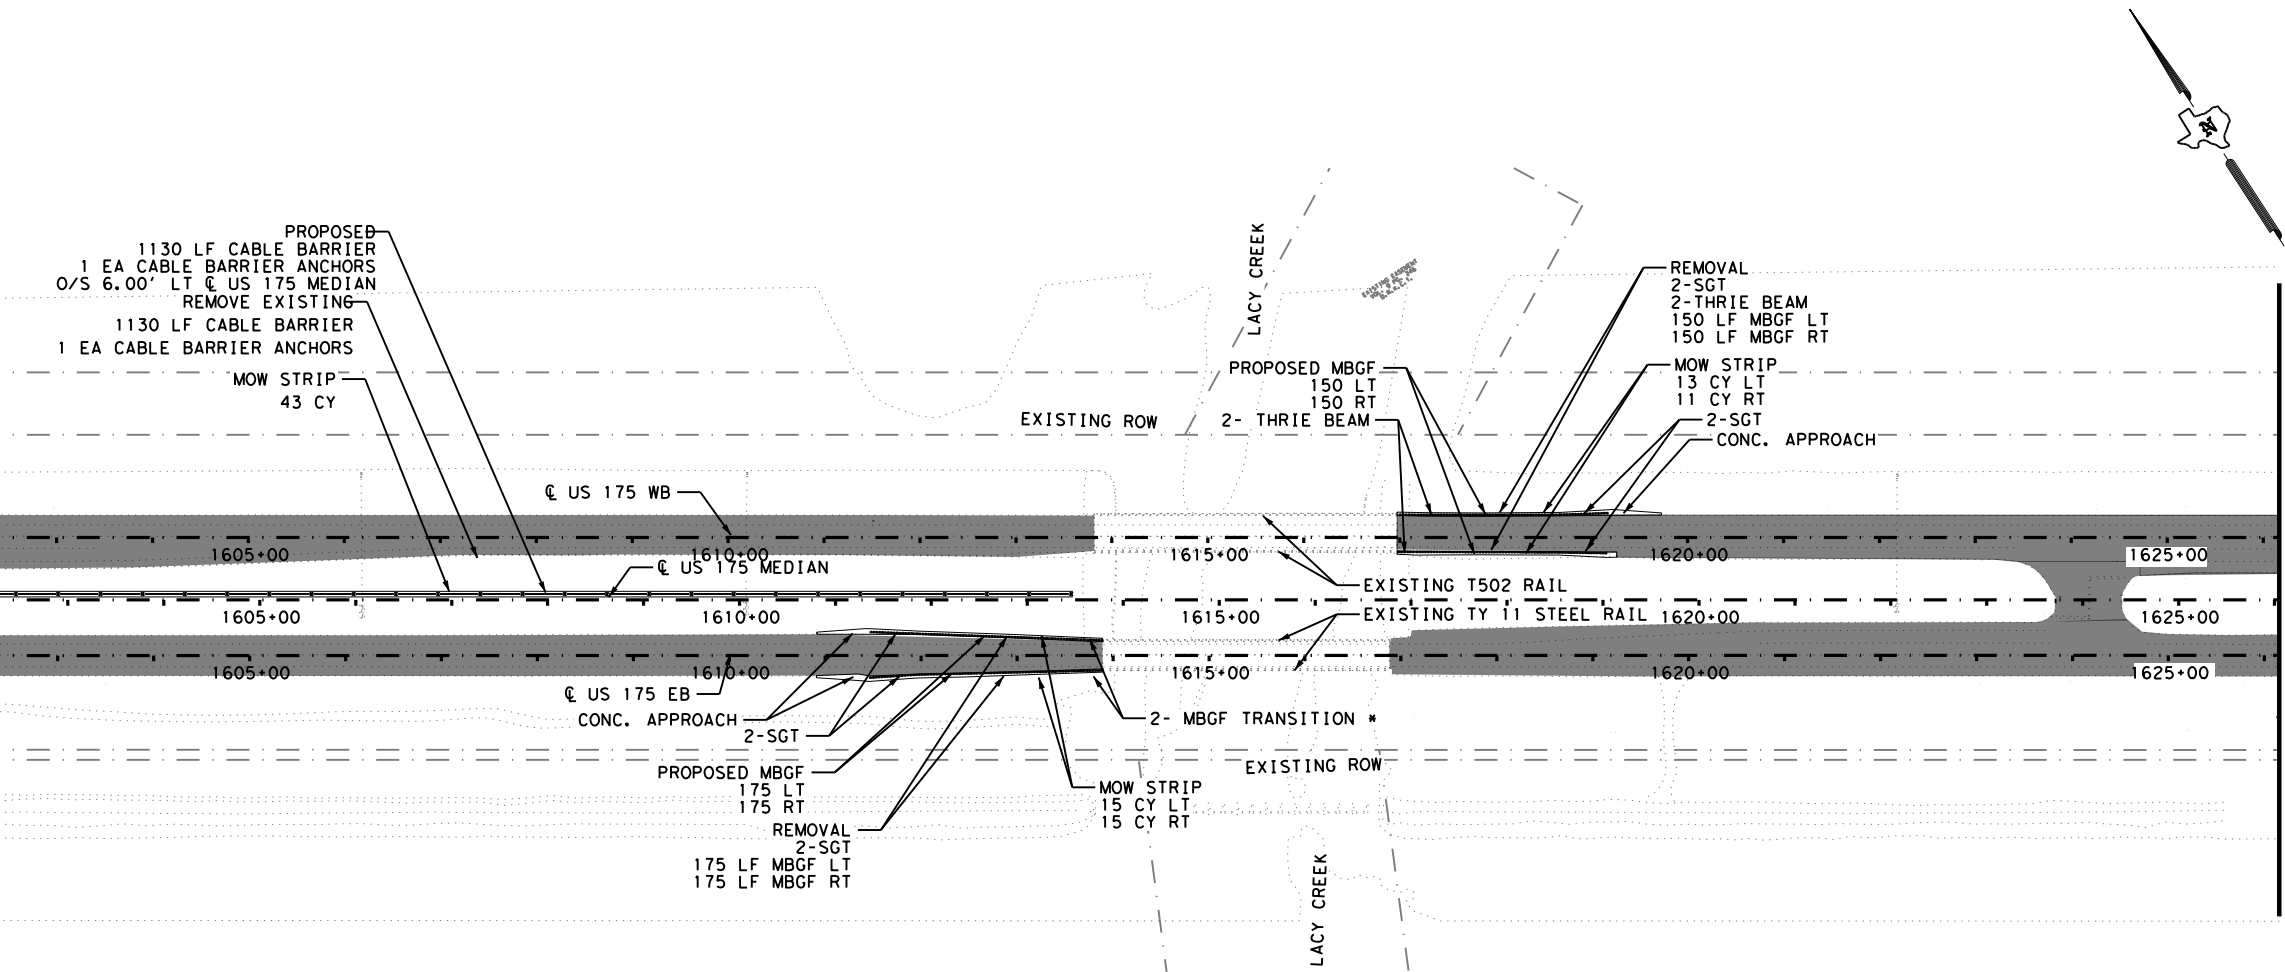 N
LACY CREEK
PROPOSED
1130 LF CABLE BARRIER
1 EA CABLE BARRIER ANCHORS
O/S 6.00' LT ℄ US 175 MEDIAN
REMOVE EXISTING
1130 LF CABLE BARRIER
1 EA CABLE BARRIER ANCHORS
MOW STRIP
43 CY
REMOVAL
2-SGT
2-THRIE BEAM
150 LF MBGF LT
150 LF MBGF RT
PROPOSED MBGF
150 LT
150 RT
2- THRIE BEAM
MOW STRIP
13 CY LT
11 CY RT
2-SGT
CONC. APPROACH
EXISTING ROW
℄ US 175 WB
1605+00
1610+00
1615+00
1620+00
1625+00
℄ US 175 MEDIAN
EXISTING T502 RAIL
EXISTING TY 11 STEEL RAIL
1605+00
1610+00
1615+00
1620+00
1625+00
1605+00
1610+00
1615+00
1620+00
1625+00
℄ US 175 EB
CONC. APPROACH
2-SGT
2- MBGF TRANSITION *
PROPOSED MBGF
175 LT
175 RT
EXISTING ROW
MOW STRIP
15 CY LT
15 CY RT
REMOVAL
2-SGT
175 LF MBGF LT
175 LF MBGF RT
LACY CREEK